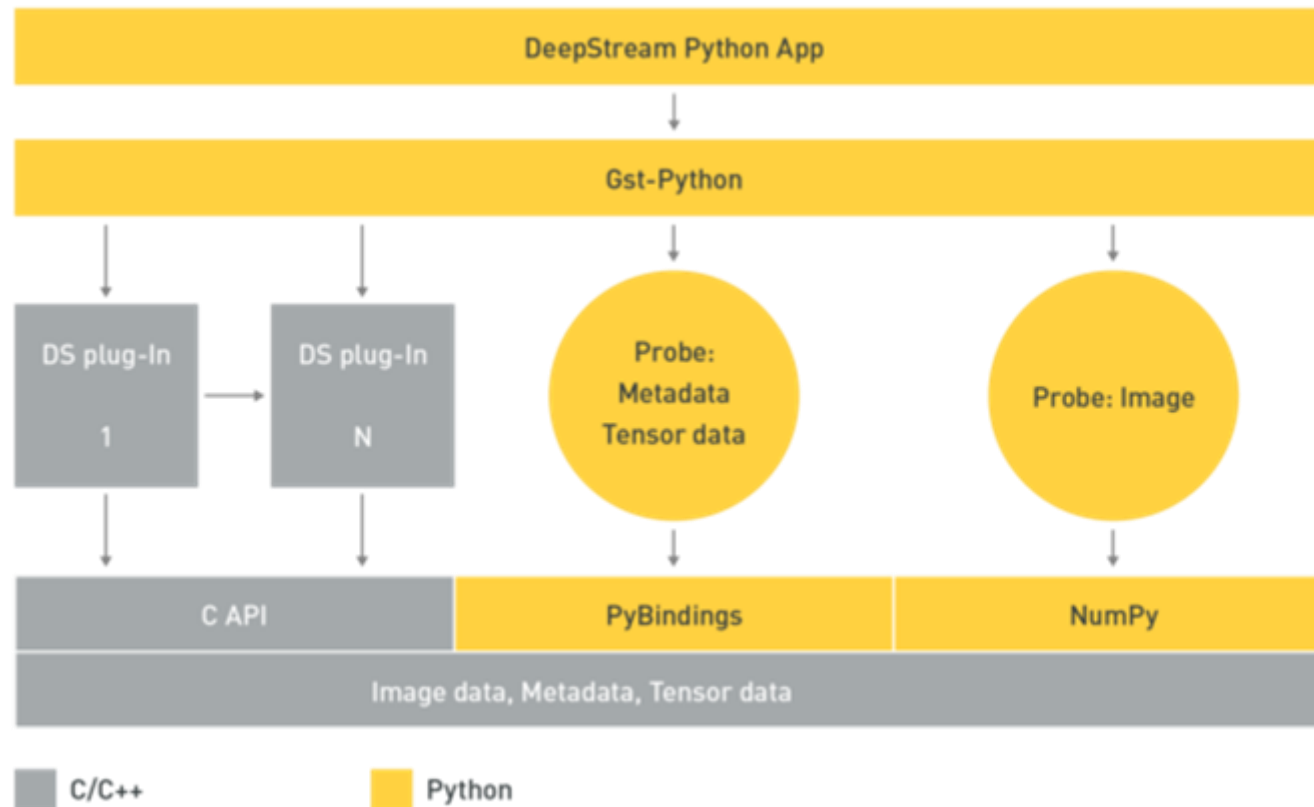 DeepStream Python App
Gst-Python
DS plug-In
1
DS plug-In
N
Probe:
Metadata
Tensor data
Probe: Image
C API
PyBindings
NumPy
Image data, Metadata, Tensor data
C/C++
Python